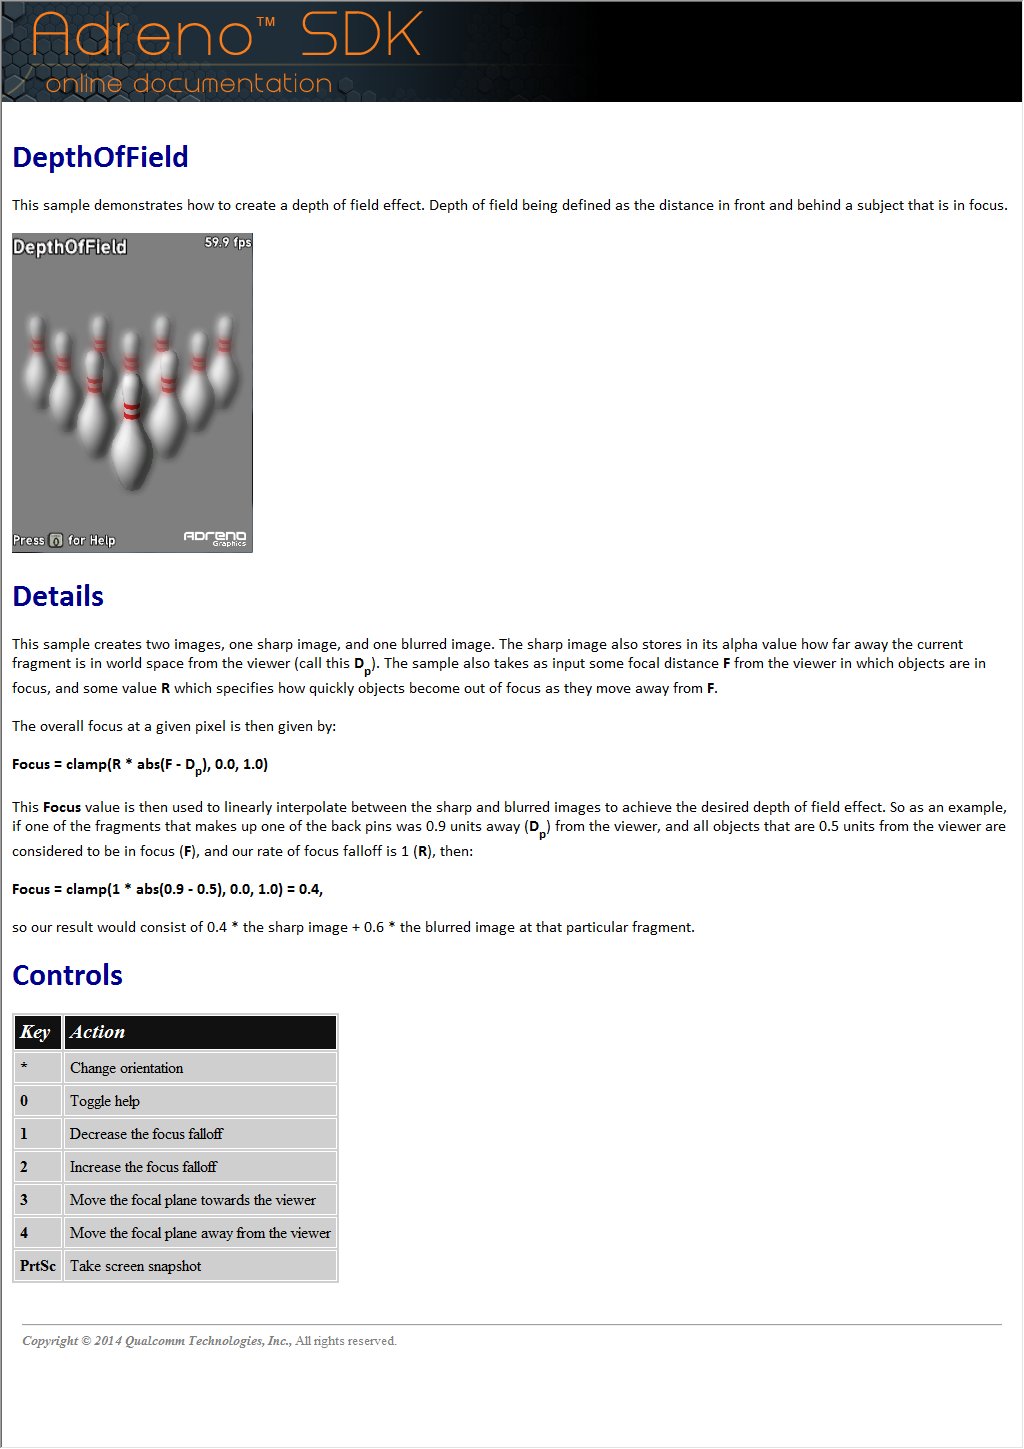 Adreno™ SDK
online documentation
DepthOfField
This sample demonstrates how to create a depth of field effect. Depth of field being defined as the distance in front and behind a subject that is in focus.
DepthOfField
59.9 fps
Press 0 for Help
ADRENO
Graphics
Details
This sample creates two images, one sharp image, and one blurred image. The sharp image also stores in its alpha value how far away the current
fragment is in world space from the viewer (call this Dp). The sample also takes as input some focal distance F from the viewer in which objects are in
focus, and some value R which specifies how quickly objects become out of focus as they move away from F.
The overall focus at a given pixel is then given by:
Focus = clamp(R * abs(F - Dp), 0.0, 1.0)
This Focus value is then used to linearly interpolate between the sharp and blurred images to achieve the desired depth of field effect. So as an example,
if one of the fragments that makes up one of the back pins was 0.9 units away (Dp) from the viewer, and all objects that are 0.5 units from the viewer are
considered to be in focus (F), and our rate of focus falloff is 1 (R), then:
Focus = clamp(1 * abs(0.9 - 0.5), 0.0, 1.0) = 0.4,
so our result would consist of 0.4 * the sharp image + 0.6 * the blurred image at that particular fragment.
Controls
Key Action
* Change orientation
0 Toggle help
1 Decrease the focus falloff
2 Increase the focus falloff
3 Move the focal plane towards the viewer
4 Move the focal plane away from the viewer
PrtSc Take screen snapshot
Copyright © 2014 Qualcomm Technologies, Inc., All rights reserved.